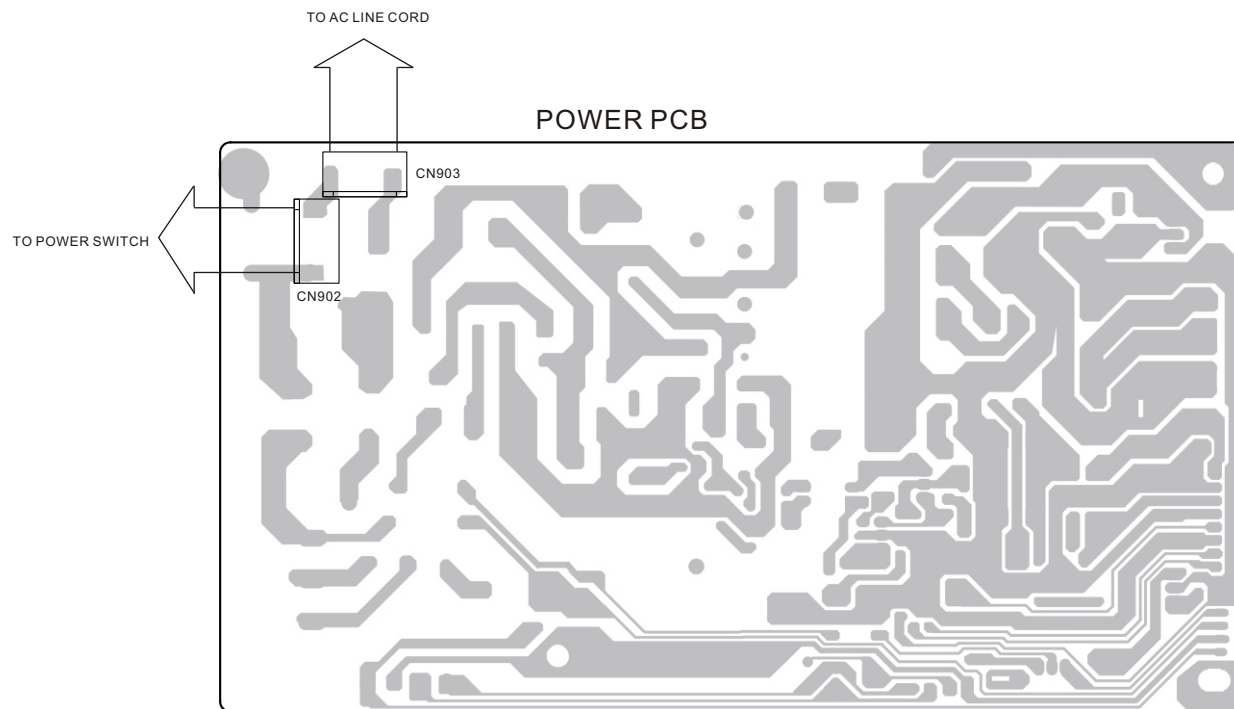 TO AC LINE CORD
POWER PCB
CN903
TO POWER SWITCH
CN902